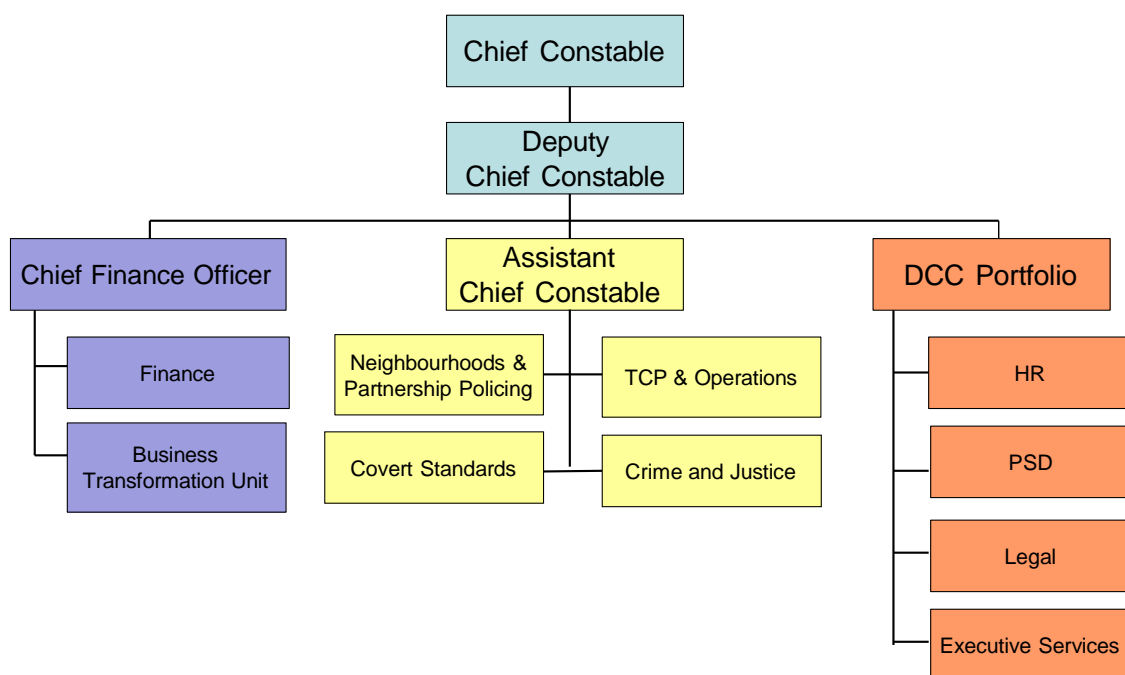 Chief Constable
Deputy
Chief Constable
Chief Finance Officer
Assistant
Chief Constable
DCC Portfolio
Finance
Business
Transformation Unit
Neighbourhoods &
Partnership Policing
TCP & Operations
Covert Standards
Crime and Justice
HR
PSD
Legal
Executive Services